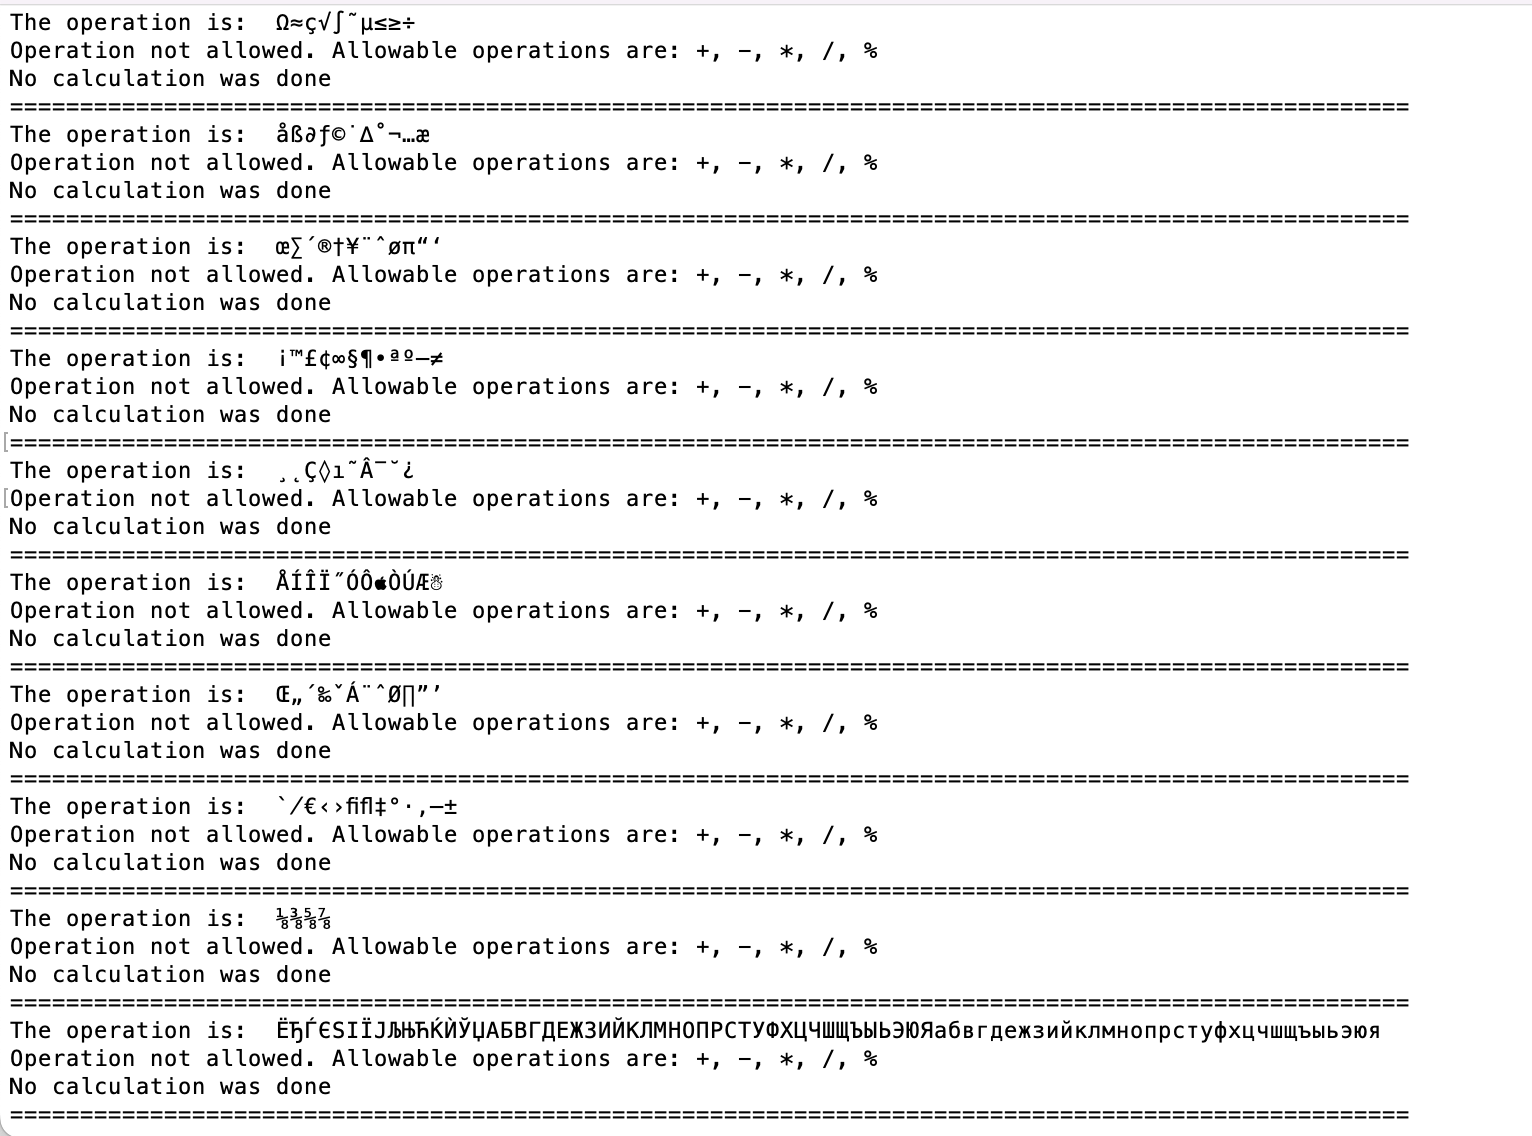 The operation is:  Ω≈ç√∫˜µ≤≥÷
Operation not allowed. Allowable operations are: +, -, *, /, %
No calculation was done
====================================================================================================
The operation is:  åß∂ƒ©˙∆˚¬…æ
Operation not allowed. Allowable operations are: +, -, *, /, %
No calculation was done
====================================================================================================
The operation is:  œ∑´®†¥¨ˆøπ“‘
Operation not allowed. Allowable operations are: +, -, *, /, %
No calculation was done
====================================================================================================
The operation is:  ¡™£¢∞§¶•ªº–≠
Operation not allowed. Allowable operations are: +, -, *, /, %
No calculation was done
[====================================================================================================
The operation is:  ¸˛Ç◊ı˜Â¯˘¿
[Operation not allowed. Allowable operations are: +, -, *, /, %
No calculation was done
====================================================================================================
The operation is:  ÅÍÎÏ˝ÓÔÒÚÆ☃
Operation not allowed. Allowable operations are: +, -, *, /, %
No calculation was done
====================================================================================================
The operation is:  Œ„´‰ˇÁ¨ˆØ∏”’
Operation not allowed. Allowable operations are: +, -, *, /, %
No calculation was done
====================================================================================================
The operation is:  `⁄€‹›ﬁﬂ‡°·‚—±
Operation not allowed. Allowable operations are: +, -, *, /, %
No calculation was done
====================================================================================================
The operation is:  ⅛⅜⅝⅞
Operation not allowed. Allowable operations are: +, -, *, /, %
No calculation was done
====================================================================================================
The operation is:  ЁЂЃЄЅІЇЈЉЊЋЌЍЎЏАБВГДЕЖЗИЙКЛМНОПРСТУФХЦЧШЩЪЫЬЭЮЯабвгдежзийклмнопрстуфхцчшщъыьэюя
Operation not allowed. Allowable operations are: +, -, *, /, %
No calculation was done
====================================================================================================